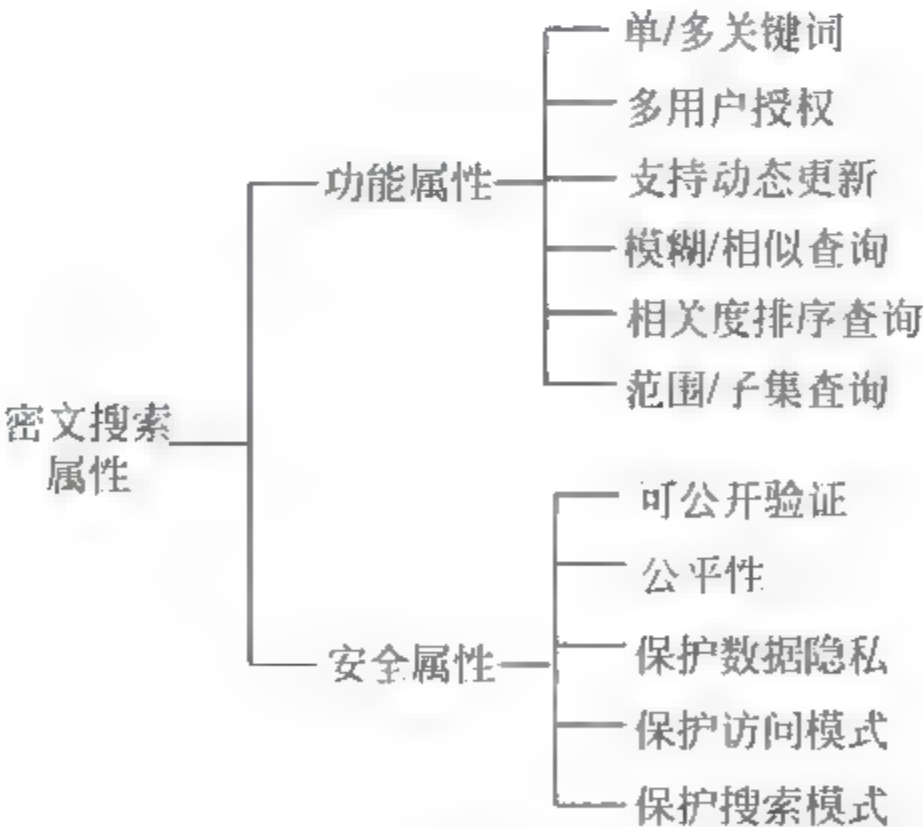 密文搜索
属性
功能属性
单/多关键词
多用户授权
支持动态更新
模糊/相似查询
相关度排序查询
范围/子集查询
安全属性
可公开验证
公平性
保护数据隐私
保护访问模式
保护搜索模式